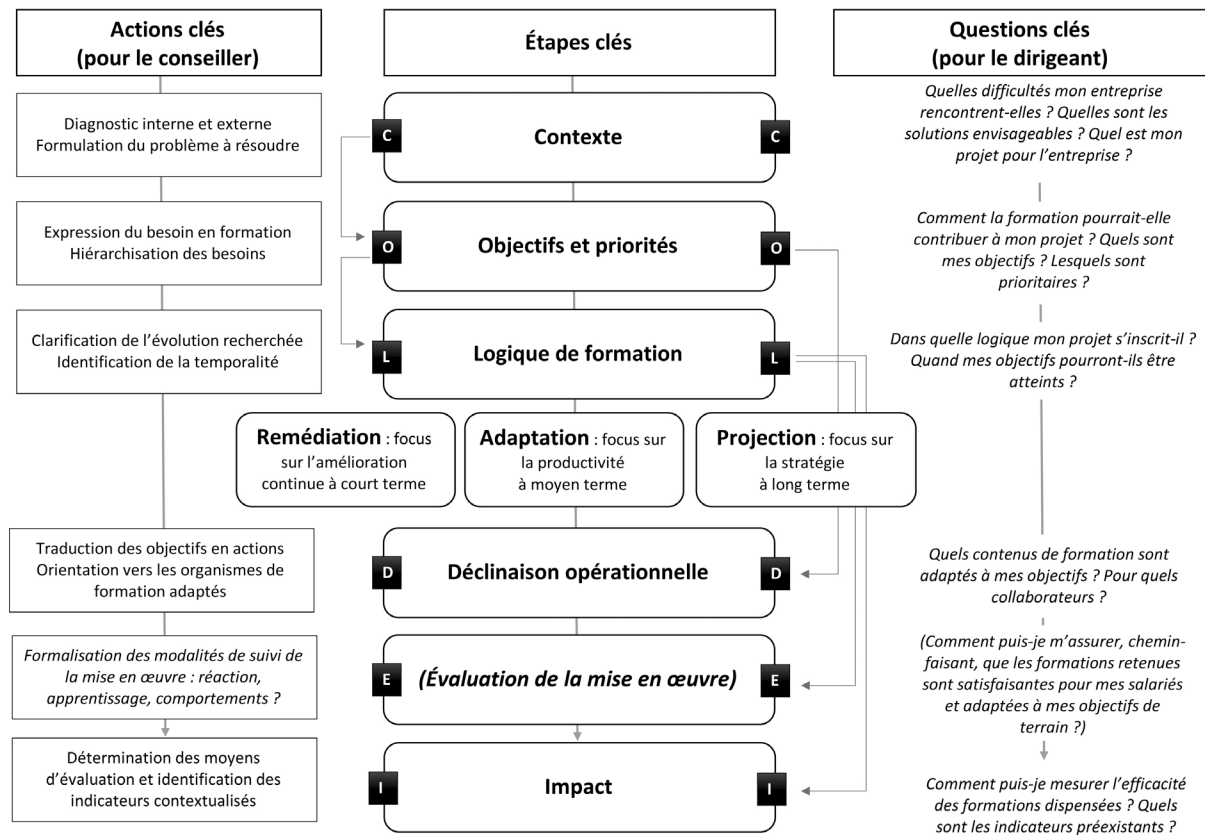 Actions clés
(pour le conseiller)
Étapes clés
Questions clés
(pour le dirigeant)
Diagnostic interne et externe
Formulation du problème à résoudre
C
Contexte
C
Quelles difficultés mon entreprise
rencontrent-elles ? Quelles sont les
solutions envisageables ? Quel est mon
projet pour l’entreprise ?
Expression du besoin en formation
Hiérarchisation des besoins
O
Objectifs et priorités
O
Comment la formation pourrait-elle
contribuer à mon projet ? Quels sont
mes objectifs ? Lesquels sont
prioritaires ?
Clarification de l’évolution recherchée
Identification de la temporalité
L
Logique de formation
L
Dans quelle logique mon projet s’inscrit-il ?
Quand mes objectifs pourront-ils être
atteints ?
Remédiation : focus
sur l’amélioration
continue à court terme
Adaptation : focus sur
la productivité
à moyen terme
Projection : focus sur
la stratégie
à long terme
Traduction des objectifs en actions
Orientation vers les organismes de
formation adaptés
D
Déclinaison opérationnelle
D
Quels contenus de formation sont
adaptés à mes objectifs ? Pour quels
collaborateurs ?
Formalisation des modalités de suivi de
la mise en œuvre : réaction,
apprentissage, comportements ?
E
(Évaluation de la mise en œuvre)
E
(Comment puis-je m’assurer, chemin-
faisant, que les formations retenues
sont satisfaisantes pour mes salariés
et adaptées à mes objectifs de
terrain ?)
Détermination des moyens
d’évaluation et identification des
indicateurs contextualisés
I
Impact
I
Comment puis-je mesurer l’efficacité
des formations dispensées ? Quels
sont les indicateurs préexistants ?